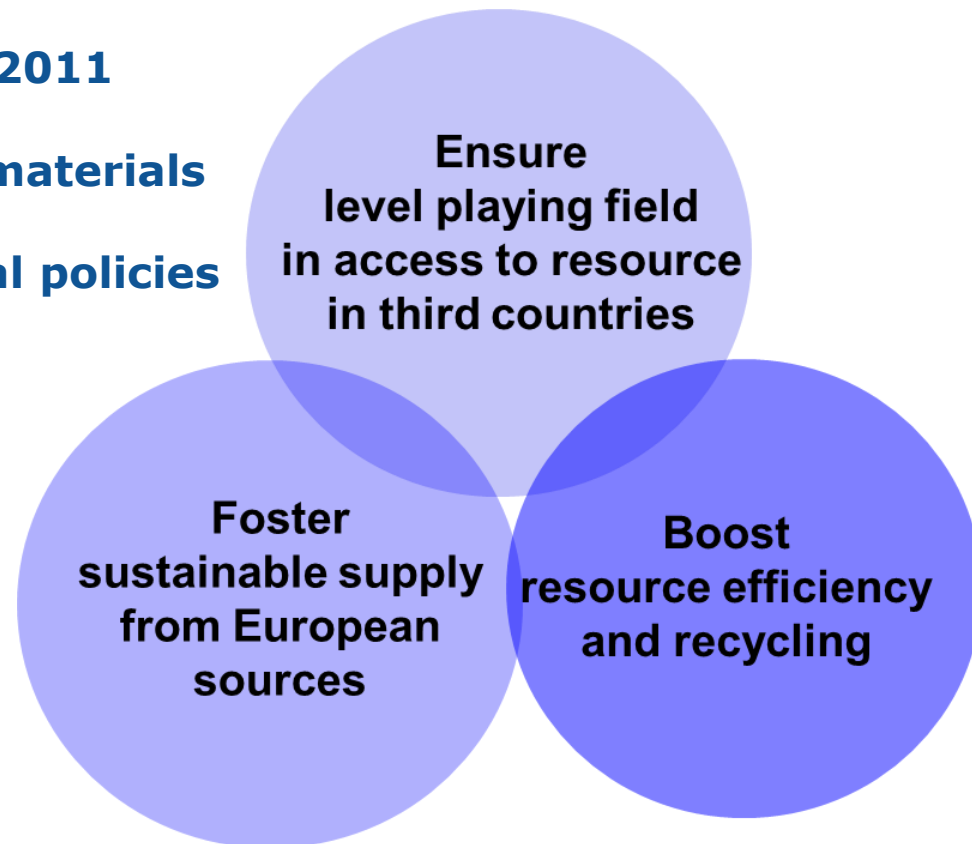 2011
materials
al policies
Ensure
level playing field
in access to resource
in third countries
Foster
sustainable supply
from European
sources
Boost
resource efficiency
and recycling